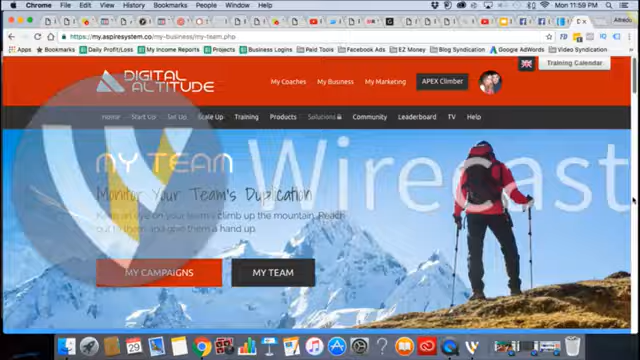 Chrome File Edit View History Bookmarks Window Help Mon 11:59 PM
Alfredo
https://my.aspiresystem.co/my-business/my-team.php
Apps Bookmarks Daily Profit/Loss My Income Reports Projects Business Logins Paid Tools Facebook Ads EZ Money Blog Syndication Google AdWords Video Syndication
Training Calendar
DIGITAL ALTITUDE
My Coaches My Business My Marketing APEX Climber
Home Start Up Set Up Scale Up Training Products Solutions Community Leaderboard TV Help
Wirecast
MY TEAM
Monitor Your Team's Duplication
Keep an eye on your team's climb up the mountain. Reach
out to them and give them a hand up.
MY CAMPAIGNS MY TEAM
29